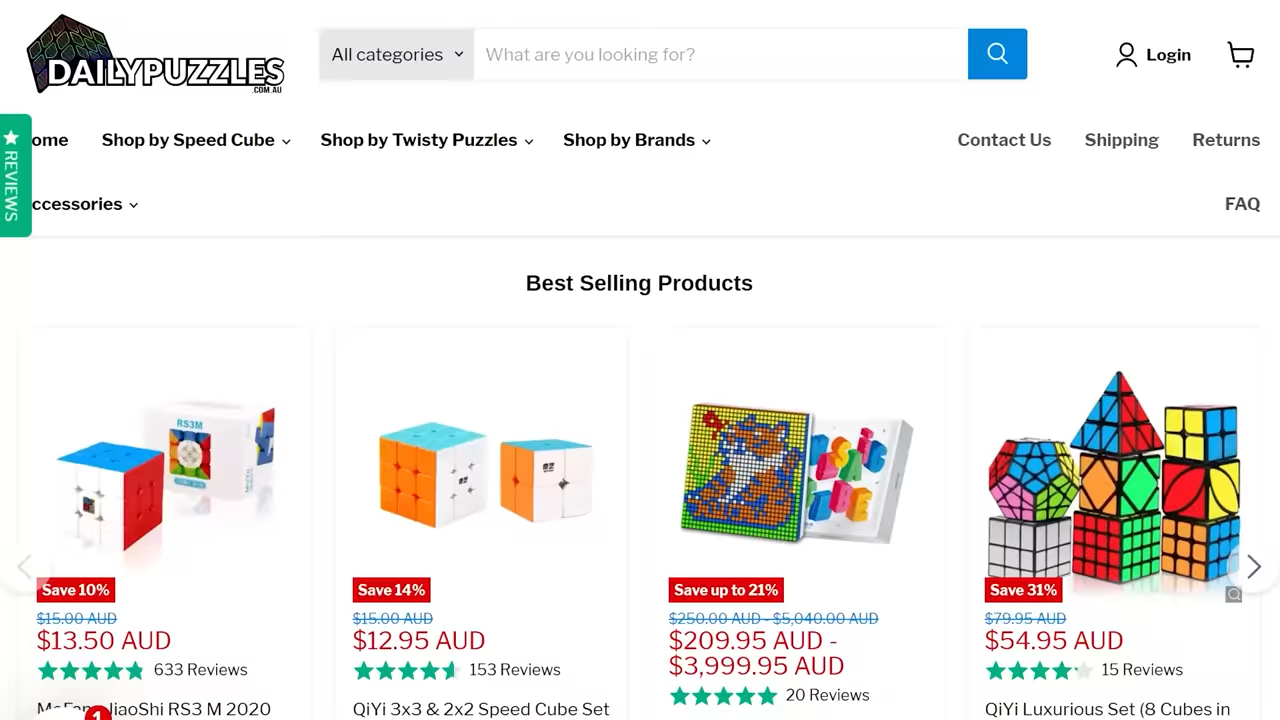 DAILYPUZZLES
.COM.AU
All categories
What are you looking for?
Login
REVIEWS
ome
Shop by Speed Cube
Shop by Twisty Puzzles
Shop by Brands
Contact Us
Shipping
Returns
ccessories
FAQ
Best Selling Products
RS3M
Save 10%
$15.00 AUD
$13.50 AUD
633 Reviews
RS3 M 2020
Save 14%
$15.00 AUD
$12.95 AUD
153 Reviews
QiYi 3x3 & 2x2 Speed Cube Set
Save up to 21%
$250.00 AUD - $5,040.00 AUD
$209.95 AUD -
$3,999.95 AUD
20 Reviews
Save 31%
$79.95 AUD
$54.95 AUD
15 Reviews
QiYi Luxurious Set (8 Cubes in
1